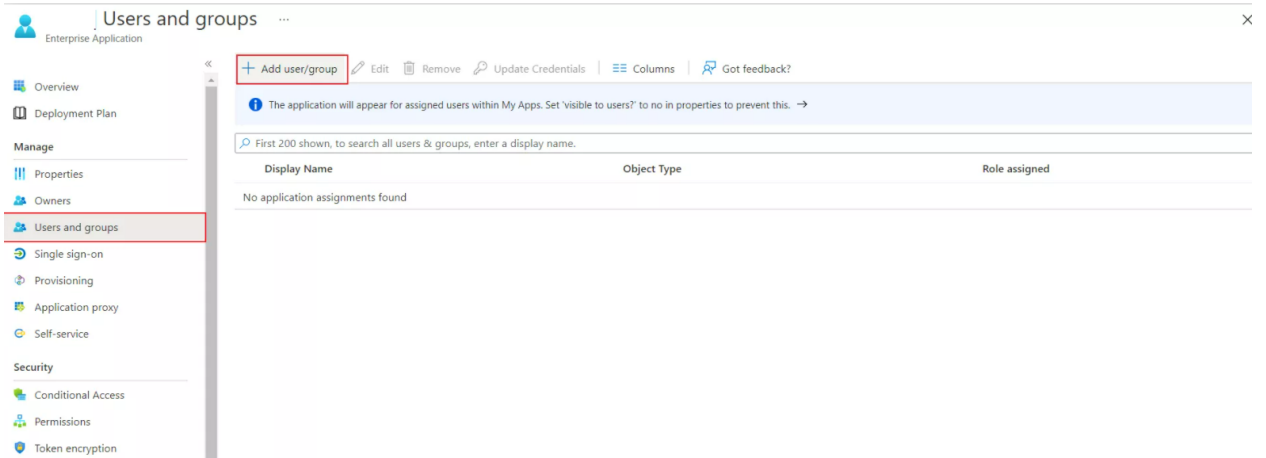 Users and groups ...
Enterprise Application
Overview
Deployment Plan
Manage
Properties
Owners
Users and groups
Single sign-on
Provisioning
Application proxy
Self-service
Security
Conditional Access
Permissions
Token encryption
Add user/group Edit Remove Update Credentials Columns Got feedback?
The application will appear for assigned users within My Apps. Set 'visible to users?' to no in properties to prevent this. →
First 200 shown, to search all users & groups, enter a display name.
Display Name Object Type Role assigned
No application assignments found